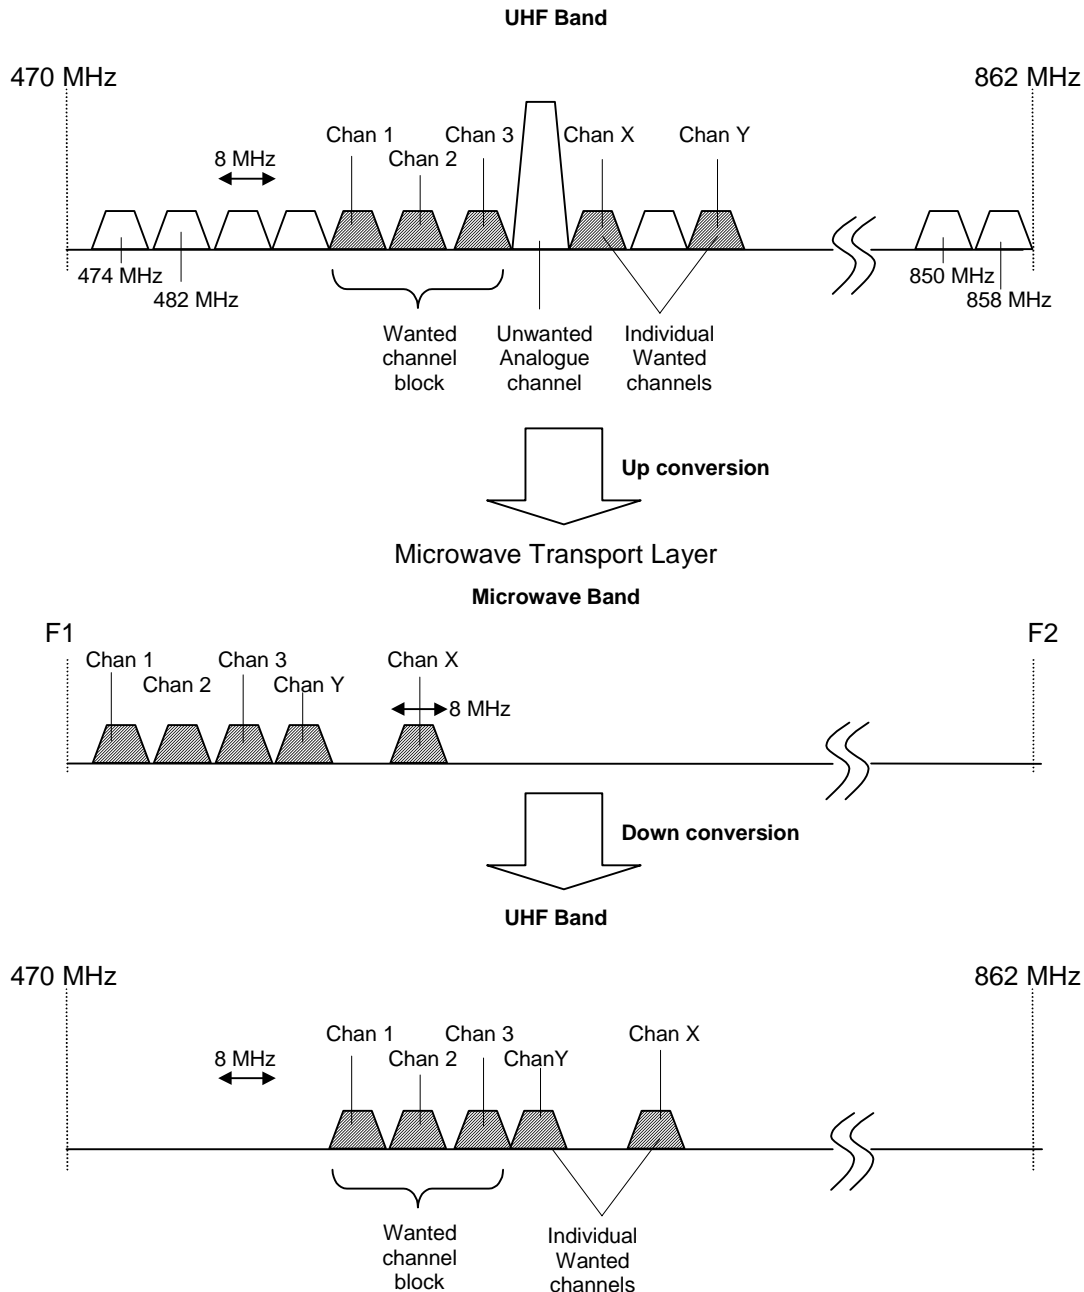 UHF Band
470 MHz
862 MHz
Chan 1
Chan 3
Chan X
Chan Y
8 MHz
Chan 2
474 MHz
850 MHz
482 MHz
858 MHz
Wanted
channel
block
Unwanted
Analogue
channel
Individual
Wanted
channels
Up conversion
Microwave Transport Layer
Microwave Band
F1
F2
Chan 1
Chan 3
Chan X
Chan 2
Chan Y
8 MHz
Down conversion
UHF Band
470 MHz
862 MHz
Chan 1
Chan 3
Chan X
8 MHz
Chan 2
ChanY
Wanted
channel
block
Individual
Wanted
channels